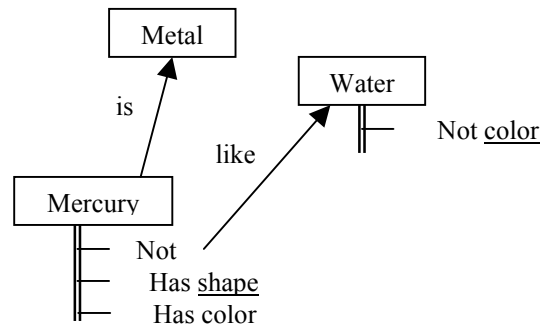 Metal
Water
is
Not color
like
Mercury
Not
Has shape
Has color